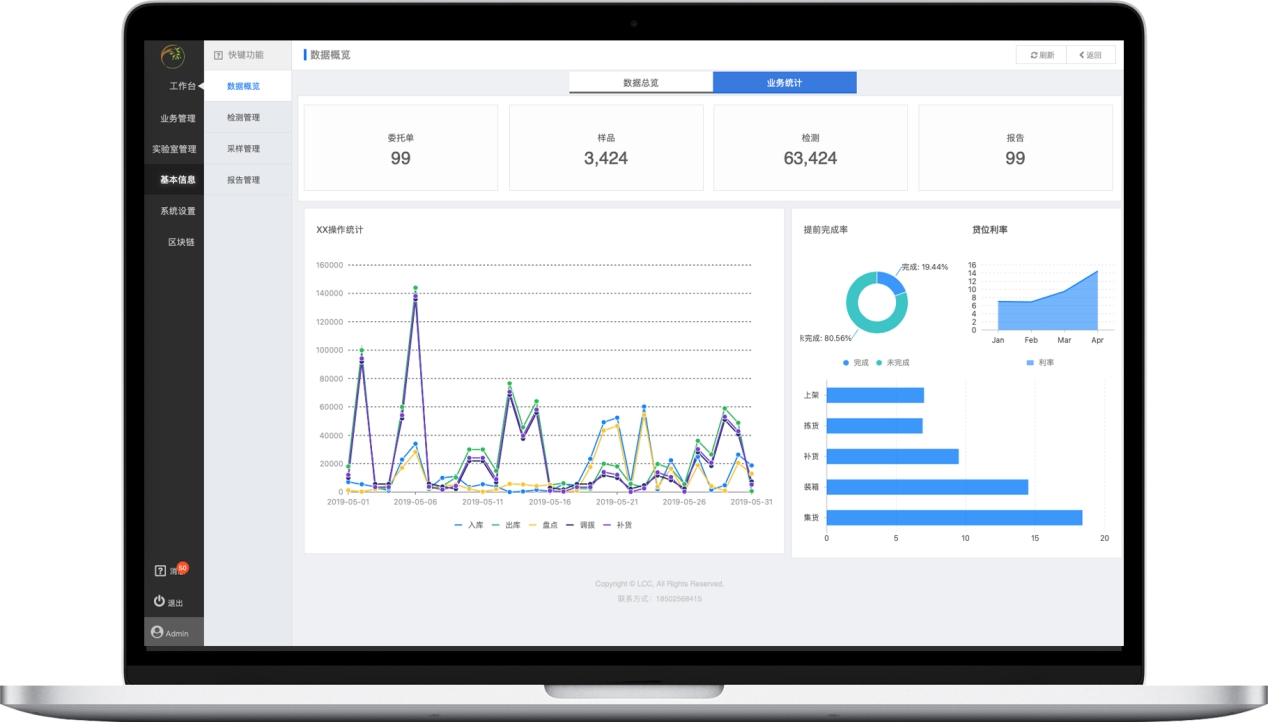 工作台
业务管理
实验室管理
基本信息
系统设置
区块链
50
退出
Admin
快键功能
数据概览
检测管理
采样管理
报告管理
数据概览
刷新
返回
数据总览
业务统计
委托单
99
样品
3,424
检测
63,424
报告
99
XX操作统计
160000
140000
120000
100000
80000
60000
40000
20000
0
2019-05-01 2019-05-06 2019-05-11 2019-05-16 2019-05-21 2019-05-26 2019-05-31
入库 出库 盘点 调拨 补货
提前完成率
完成: 19.44%
未完成: 80.56%
完成 未完成
贷位利率
16
14
12
10
8
6
4
2
0
Jan Feb Mar Apr
利率
上架
拣货
补货
装箱
集货
0 5 10 15 20
Copyright © LCC, All Rights Reserved.
联系方式: 18502568415